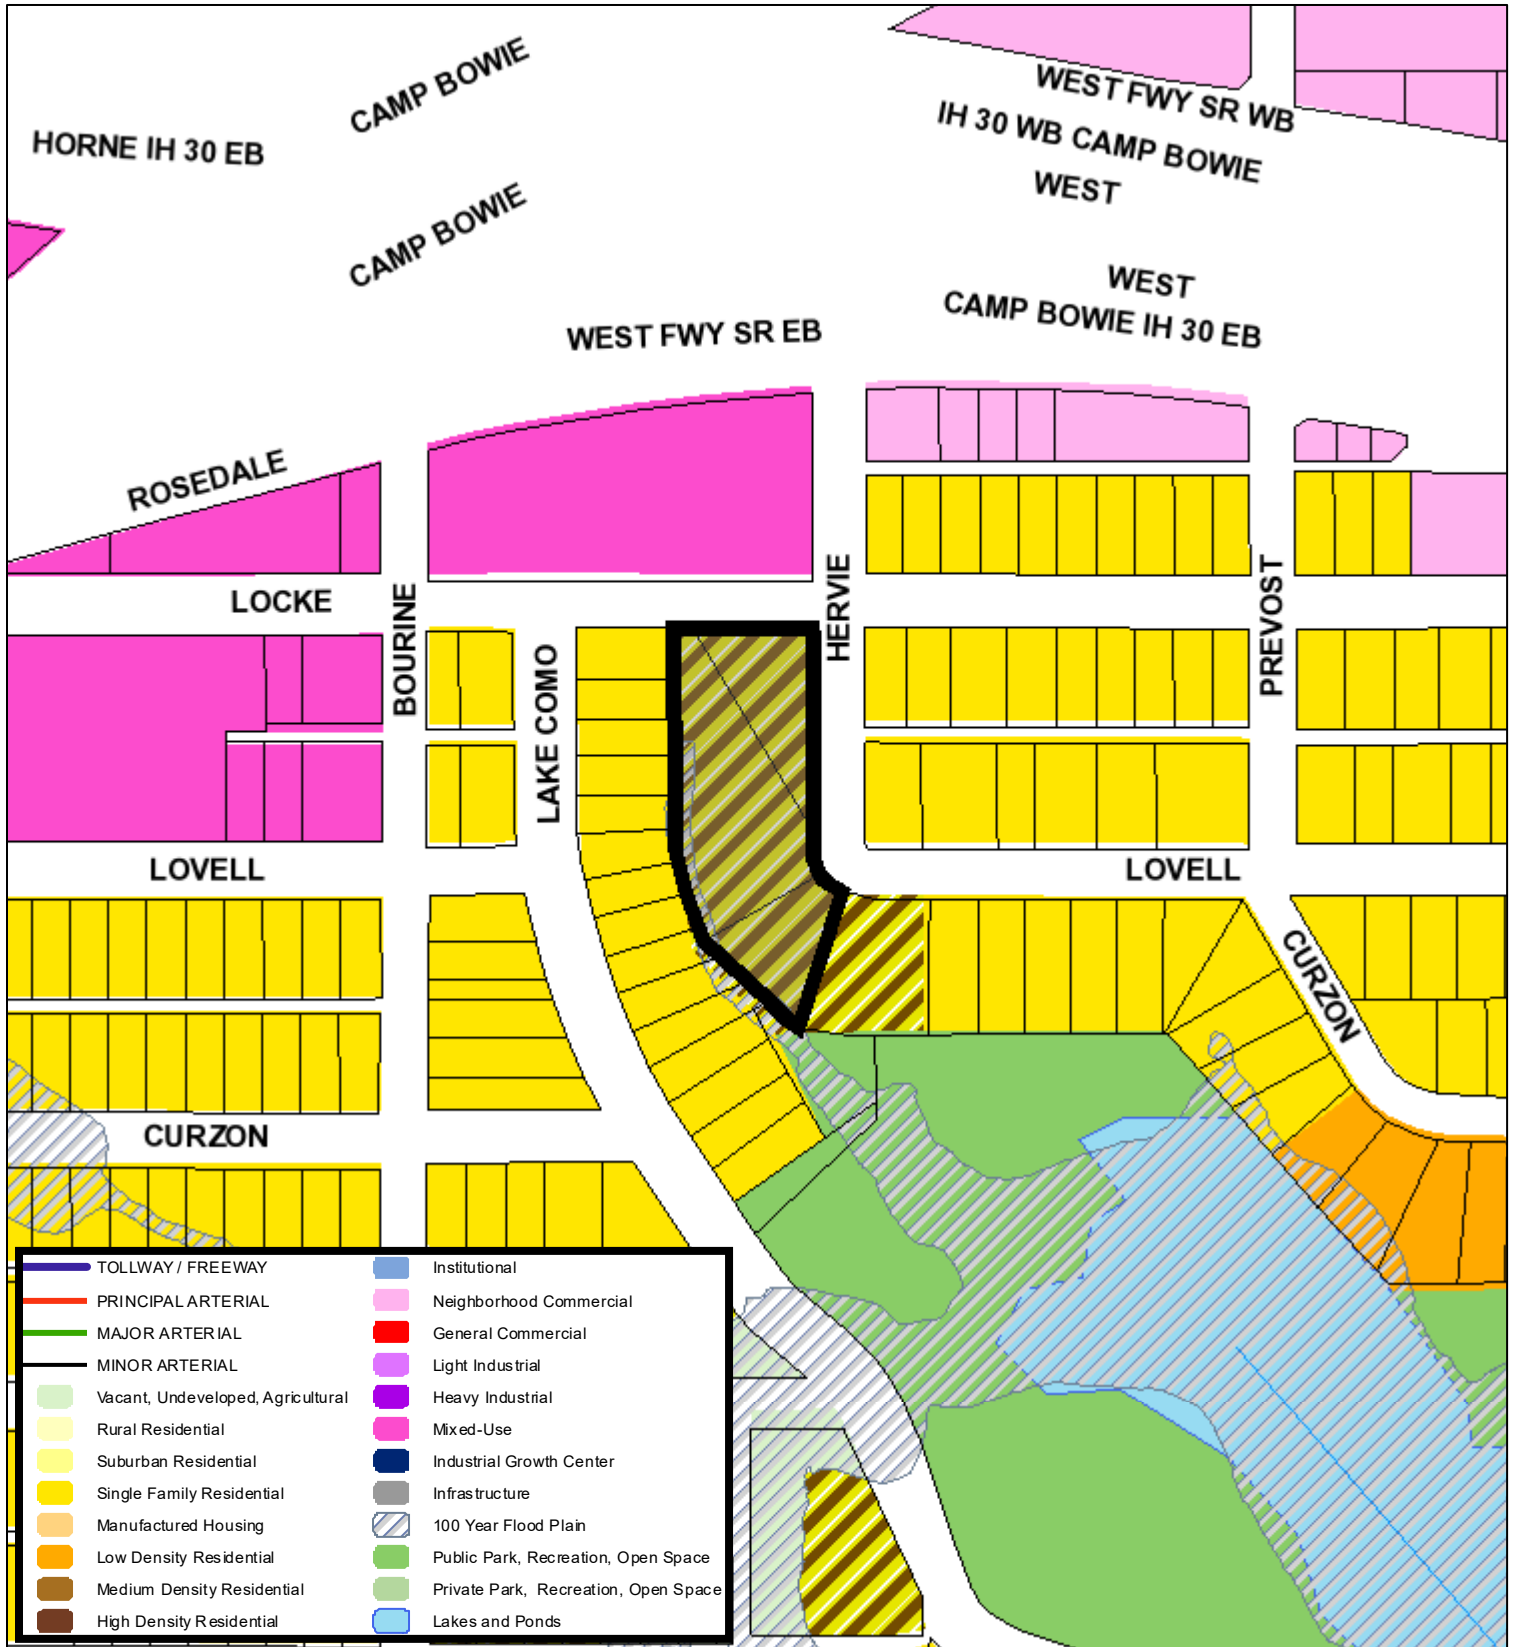 CAMP BOWIE
WEST FWY SR WB
IH 30 WB CAMP BOWIE
HORNE IH 30 EB
WEST
CAMP BOWIE
WEST
CAMP BOWIE IH 30 EB
WEST FWY SR EB
ROSEDALE
LOCKE
BOURINE
LAKE COMO
HERVIE
PREVOST
LOVELL
LOVELL
CURZON
CURZON
TOLLWAY / FREEWAY
PRINCIPAL ARTERIAL
MAJOR ARTERIAL
MINOR ARTERIAL
Vacant, Undeveloped, Agricultural
Rural Residential
Suburban Residential
Single Family Residential
Manufactured Housing
Low Density Residential
Medium Density Residential
High Density Residential
Institutional
Neighborhood Commercial
General Commercial
Light Industrial
Heavy Industrial
Mixed-Use
Industrial Growth Center
Infrastructure
100 Year Flood Plain
Public Park, Recreation, Open Space
Private Park, Recreation, Open Space
Lakes and Ponds